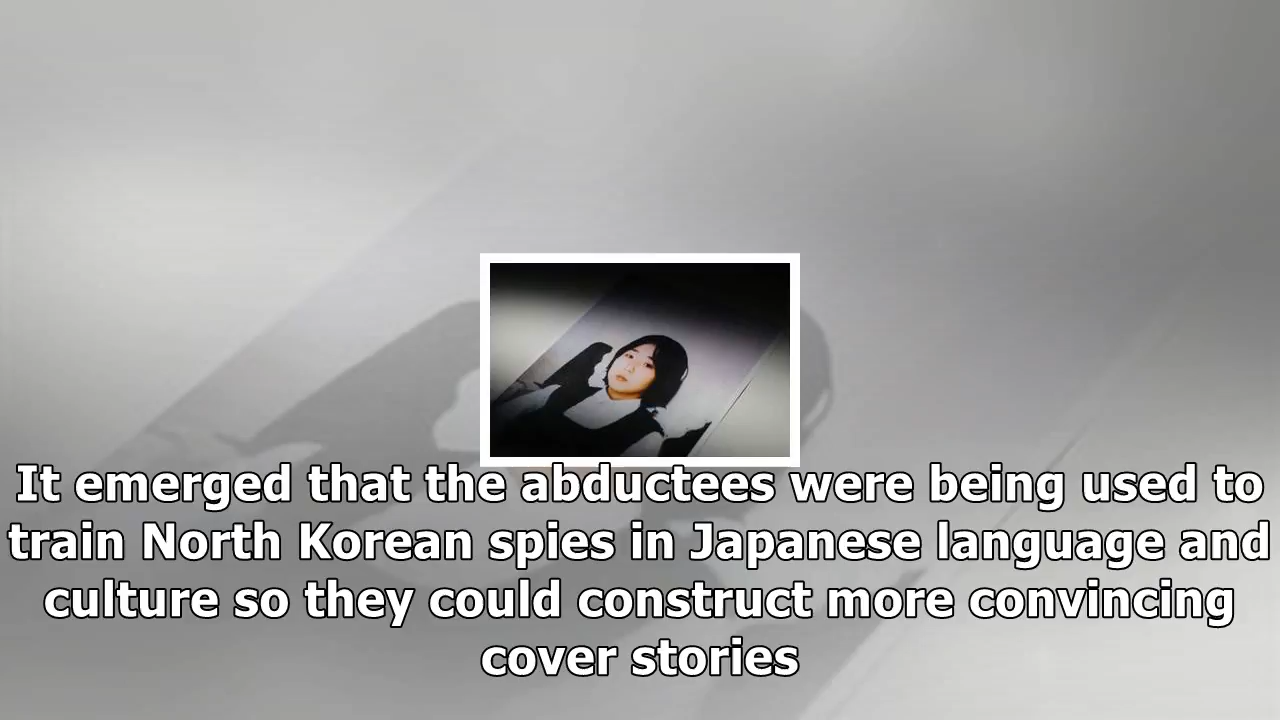 It emerged that the abductees were being used to
train North Korean spies in Japanese language and
culture so they could construct more convincing
cover stories